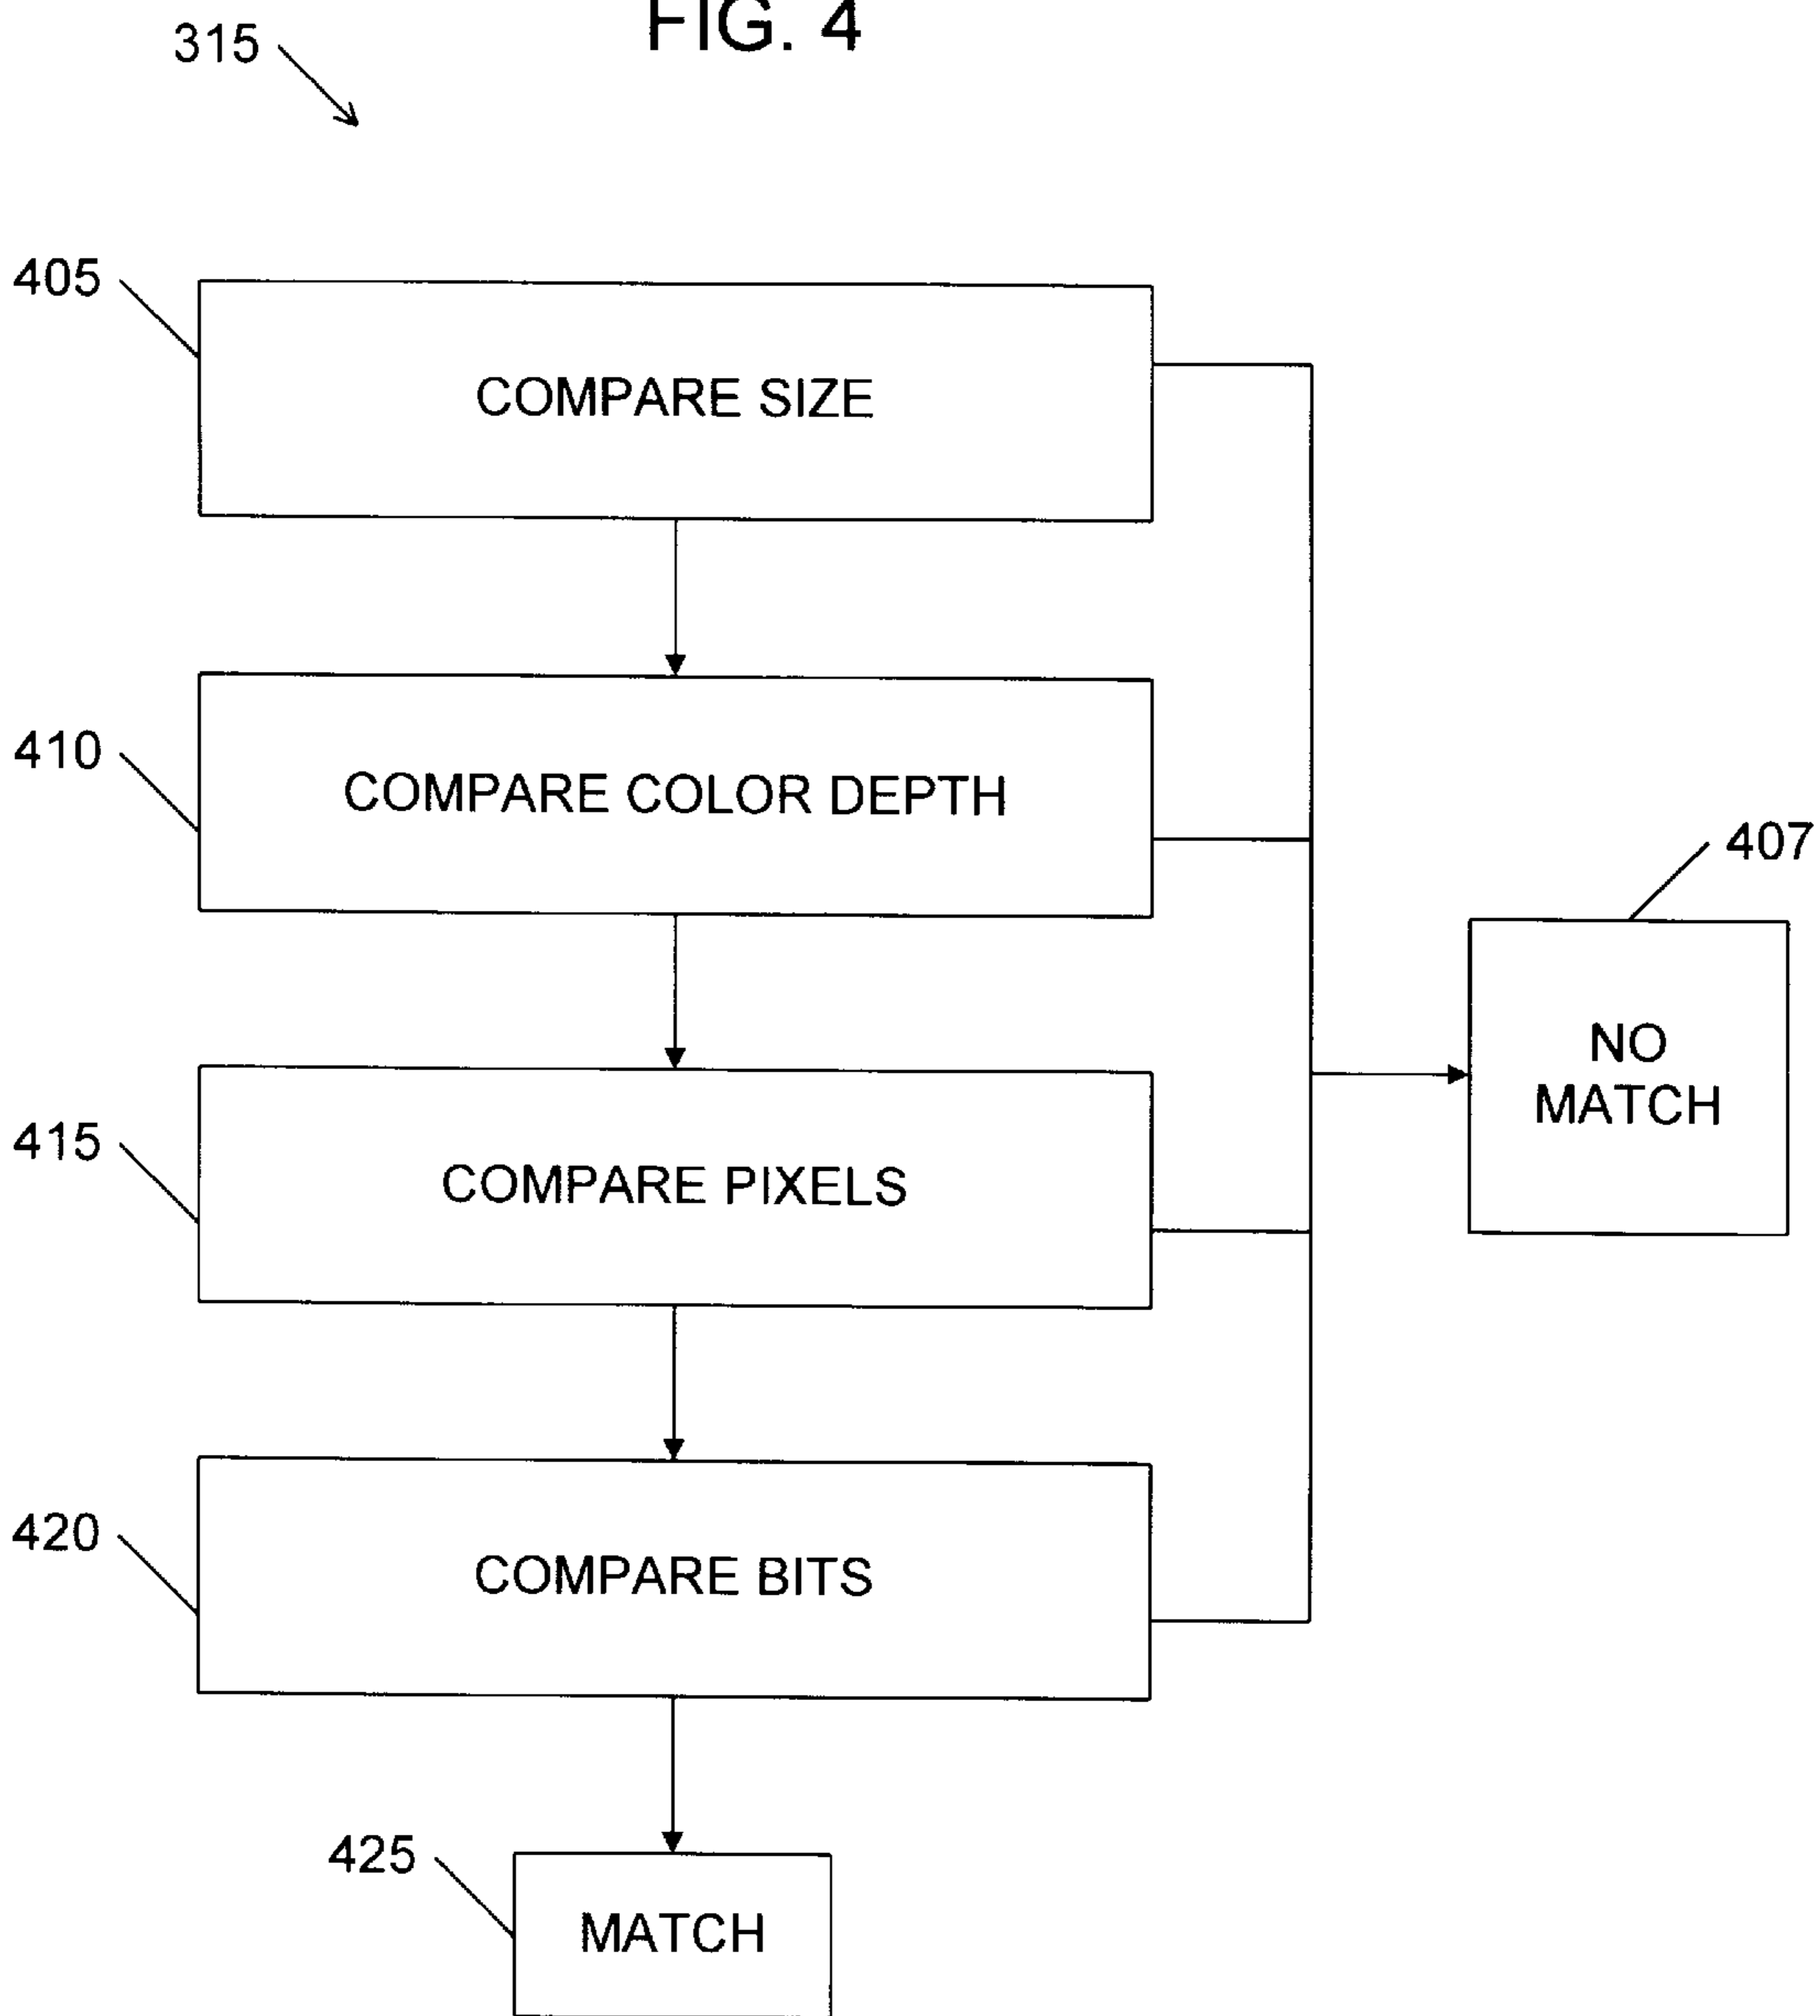 FIG. 4
315
405
COMPARE SIZE
410
COMPARE COLOR DEPTH
407
NO
MATCH
415
COMPARE PIXELS
420
COMPARE BITS
425
MATCH